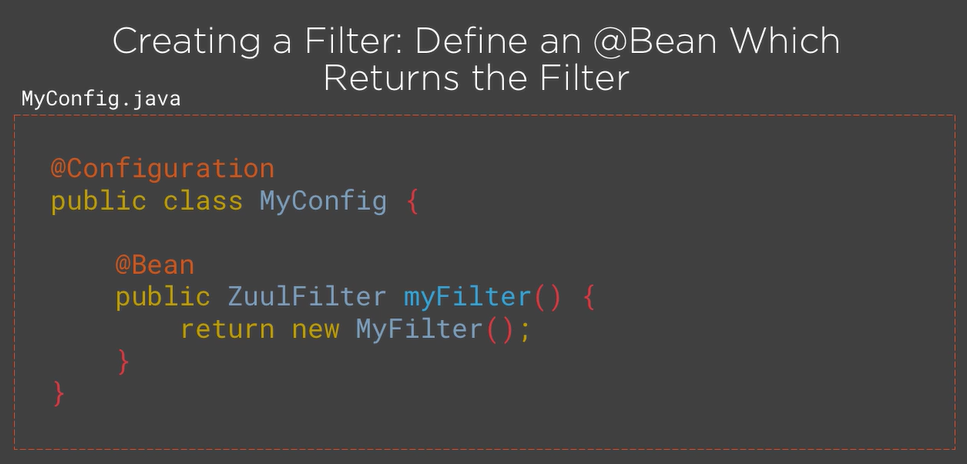 Creating a Filter: Define an @Bean Which
Returns the Filter
MyConfig.java
@Configuration
public class MyConfig {
@Bean
public ZuulFilter myFilter() {
return new MyFilter();
}
}